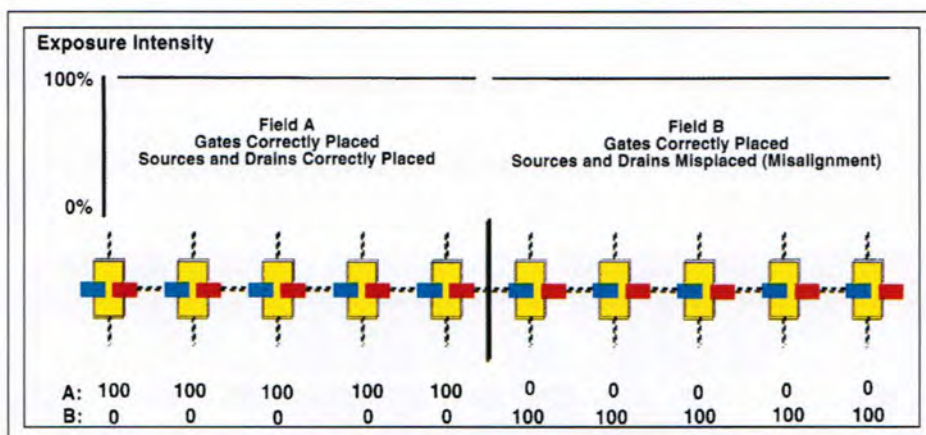 Exposure Intensity
100%
Field A
Gates Correctly Placed
Sources and Drains Correctly Placed
Field B
Gates Correctly Placed
Sources and Drains Misplaced (Misalignment)
0%
A: 100 100 100 100 100 0 0 0 0 0
B: 0 0 0 0 0 100 100 100 100 100